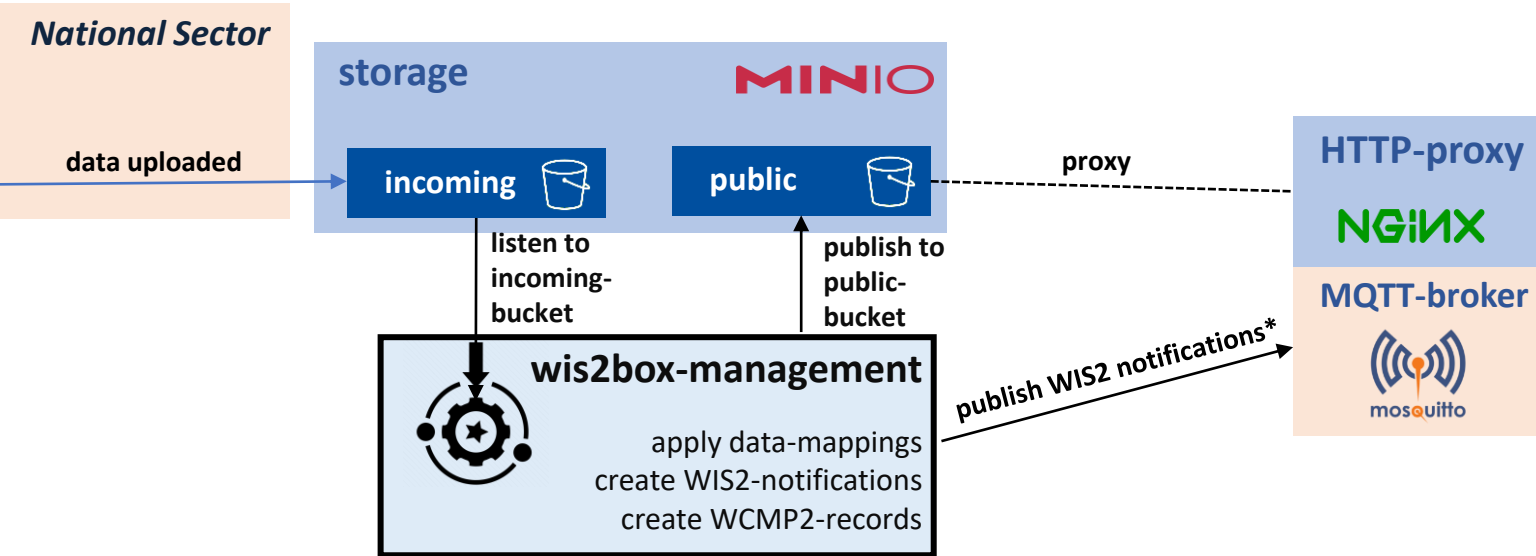 National Sector
data uploaded
storage
MINIO
incoming
public
proxy
HTTP-proxy
NGINX
MQTT-broker
mosquitto
listen to
incoming-
bucket
publish to
public-
bucket
publish WIS2 notifications*
wis2box-management
apply data-mappings
create WIS2-notifications
create WCMP2-records